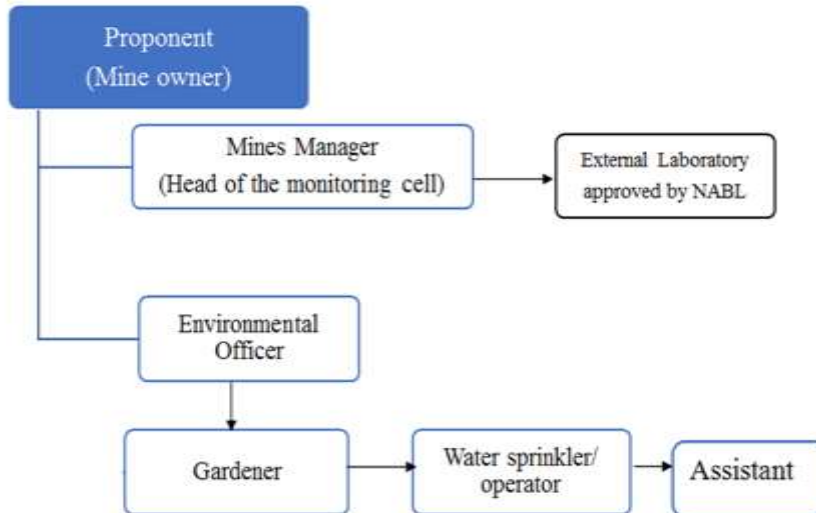 Proponent
(Mine owner)
Mines Manager
(Head of the monitoring cell)
External Laboratory
approved by NABL
Environmental
Officer
Gardener
Water sprinkler/
operator
Assistant